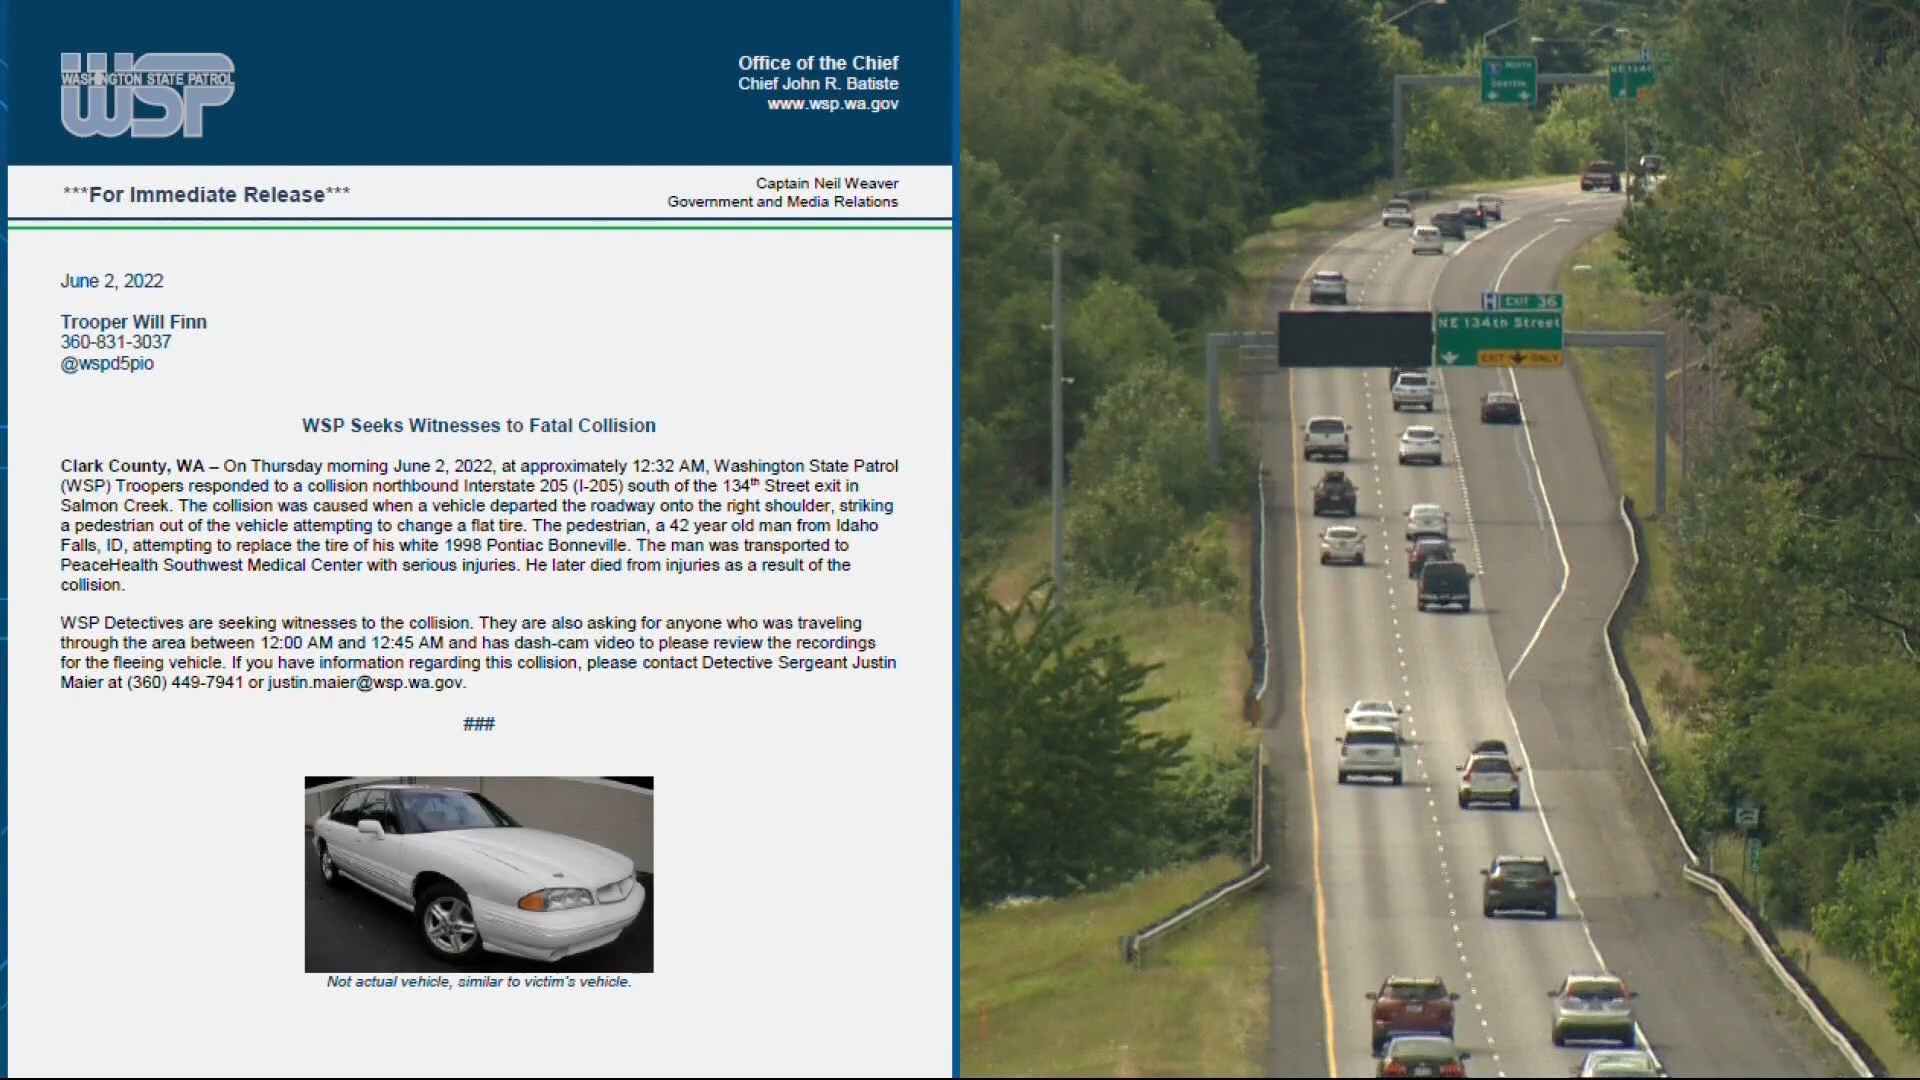 WASHINGTON STATE PATROL
WSP
Office of the Chief
Chief John R. Batiste
www.wsp.wa.gov
***For Immediate Release***
Captain Neil Weaver
Government and Media Relations
June 2, 2022
Trooper Will Finn
360-831-3037
@wspd5pio
WSP Seeks Witnesses to Fatal Collision
Clark County, WA – On Thursday morning June 2, 2022, at approximately 12:32 AM, Washington State Patrol
(WSP) Troopers responded to a collision northbound Interstate 205 (I-205) south of the 134th Street exit in
Salmon Creek. The collision was caused when a vehicle departed the roadway onto the right shoulder, striking
a pedestrian out of the vehicle attempting to change a flat tire. The pedestrian, a 42 year old man from Idaho
Falls, ID, attempting to replace the tire of his white 1998 Pontiac Bonneville. The man was transported to
PeaceHealth Southwest Medical Center with serious injuries. He later died from injuries as a result of the
collision.
WSP Detectives are seeking witnesses to the collision. They are also asking for anyone who was traveling
through the area between 12:00 AM and 12:45 AM and has dash-cam video to please review the recordings
for the fleeing vehicle. If you have information regarding this collision, please contact Detective Sergeant Justin
Maier at (360) 449-7941 or justin.maier@wsp.wa.gov.
###
Not actual vehicle, similar to victim's vehicle.
NORTH
Seattle
NE 134th
H EXIT 36
NE 134th Street
EXIT ONLY